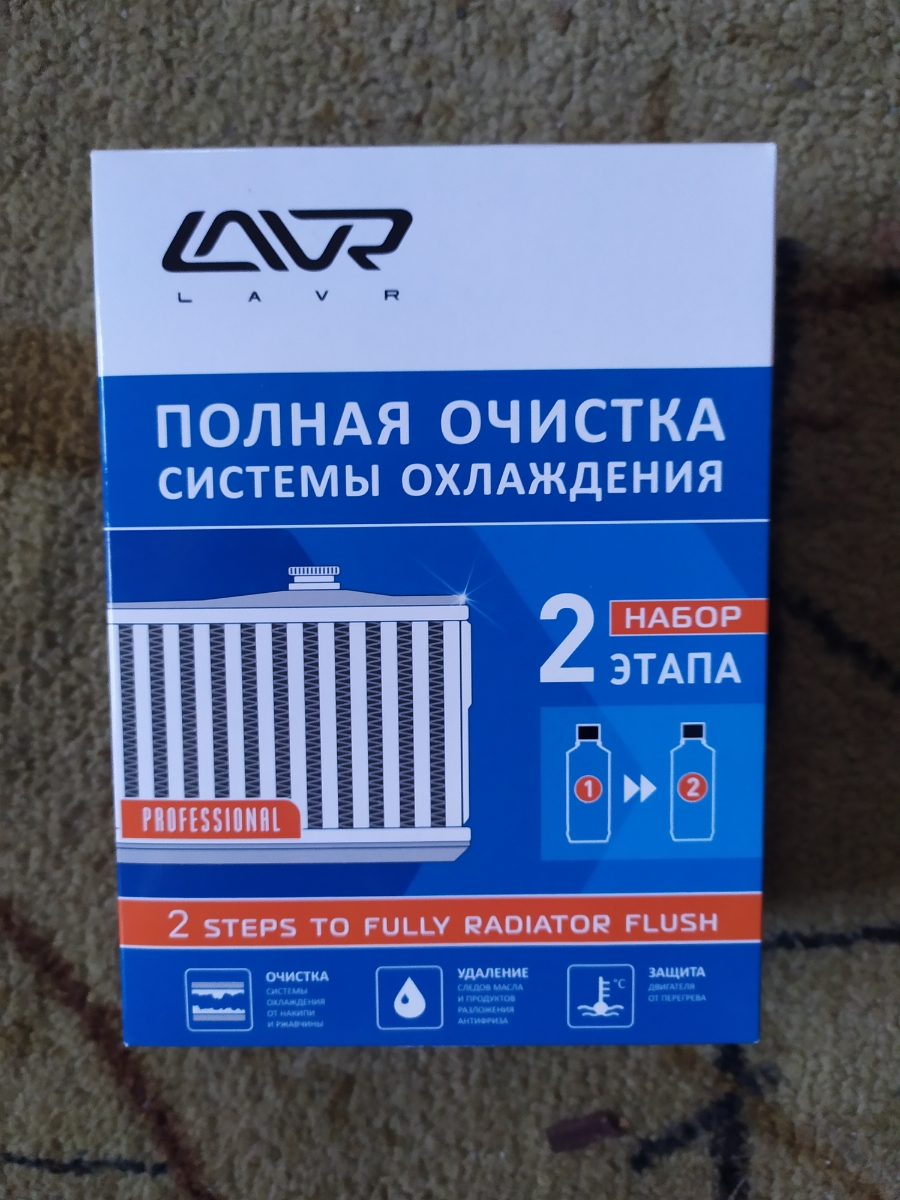 LAVR
LAVR
ПОЛНАЯ ОЧИСТКА
СИСТЕМЫ ОХЛАЖДЕНИЯ
2 НАБОР
ЭТАПА
1
2
PROFESSIONAL
2 STEPS TO FULLY RADIATOR FLUSH
ОЧИСТКА
СИСТЕМЫ
ОХЛАЖДЕНИЯ
ОТ НАКИПИ
И РЖАВЧИНЫ
УДАЛЕНИЕ
СЛЕДОВ МАСЛА
И ПРОДУКТОВ
РАЗЛОЖЕНИЯ
АНТИФРИЗА
°C
ЗАЩИТА
ДВИГАТЕЛЯ
ОТ ПЕРЕГРЕВА